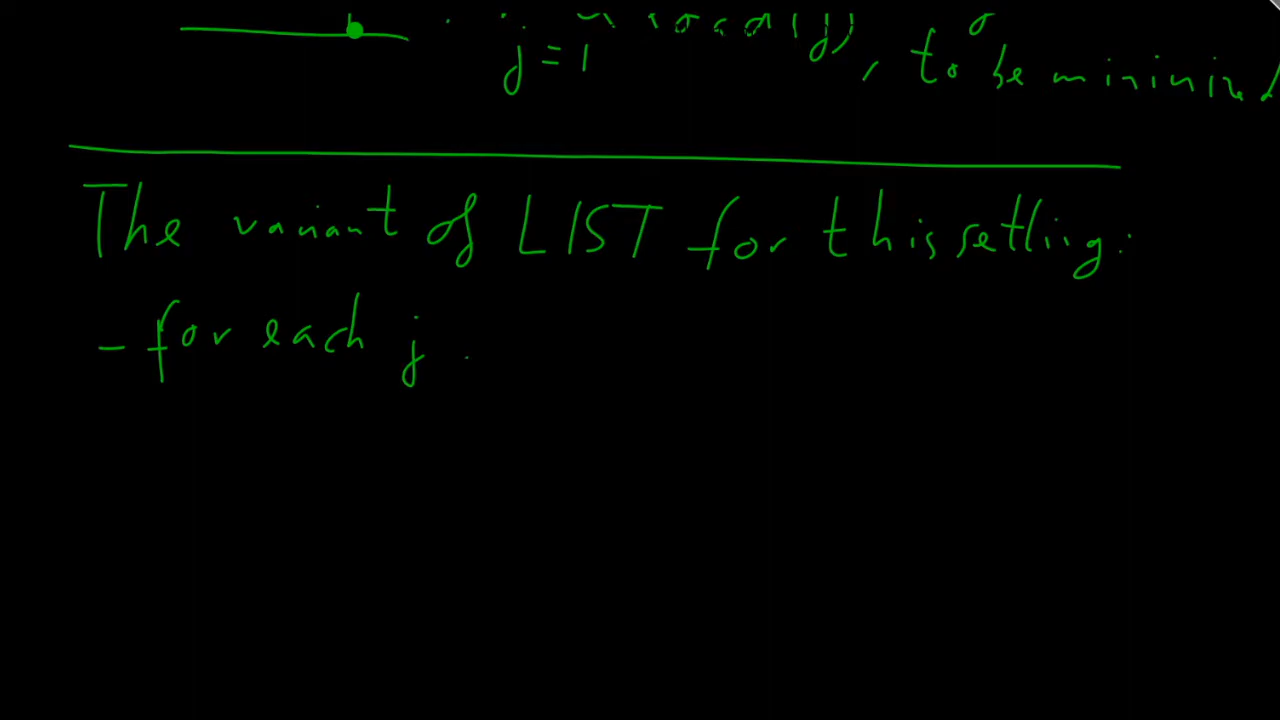 j=1 , to be minimized
The variant of LIST for this setting:
- for each j